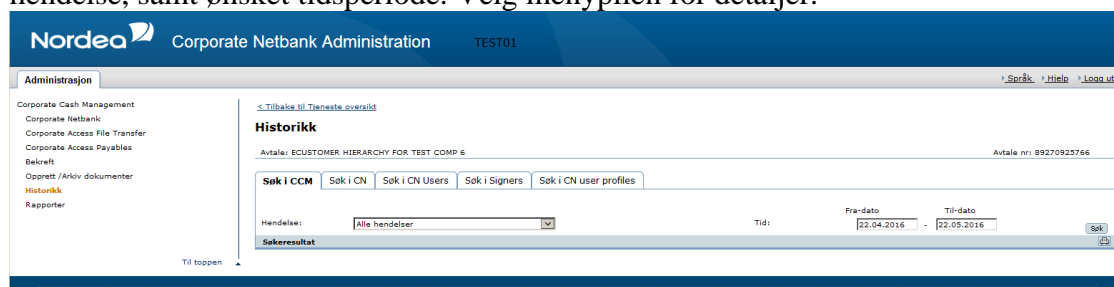 hendelse, samt ønsket tidsperiode. Velg menypilen for detaljer.
Nordea Corporate Netbank Administration TEST01
Administrasjon Språk Hjelp Logg ut
Corporate Cash Management
Corporate Netbank
Corporate Access File Transfer
Corporate Access Payables
Bekreft
Opprett /Arkiv dokumenter
Historikk
Rapporter
Til toppen
< Tilbake til Tjeneste oversikt
Historikk
Avtale: ECUSTOMER HIERARCHY FOR TEST COMP 6 Avtale nr: 89270925766
Søk i CCM Søk i CN Søk i CN Users Søk i Signers Søk i CN user profiles
Fra-dato Til-dato
Hendelse: Alle hendelser Tid: 22.04.2016 - 22.05.2016 Søk
Søkeresultat